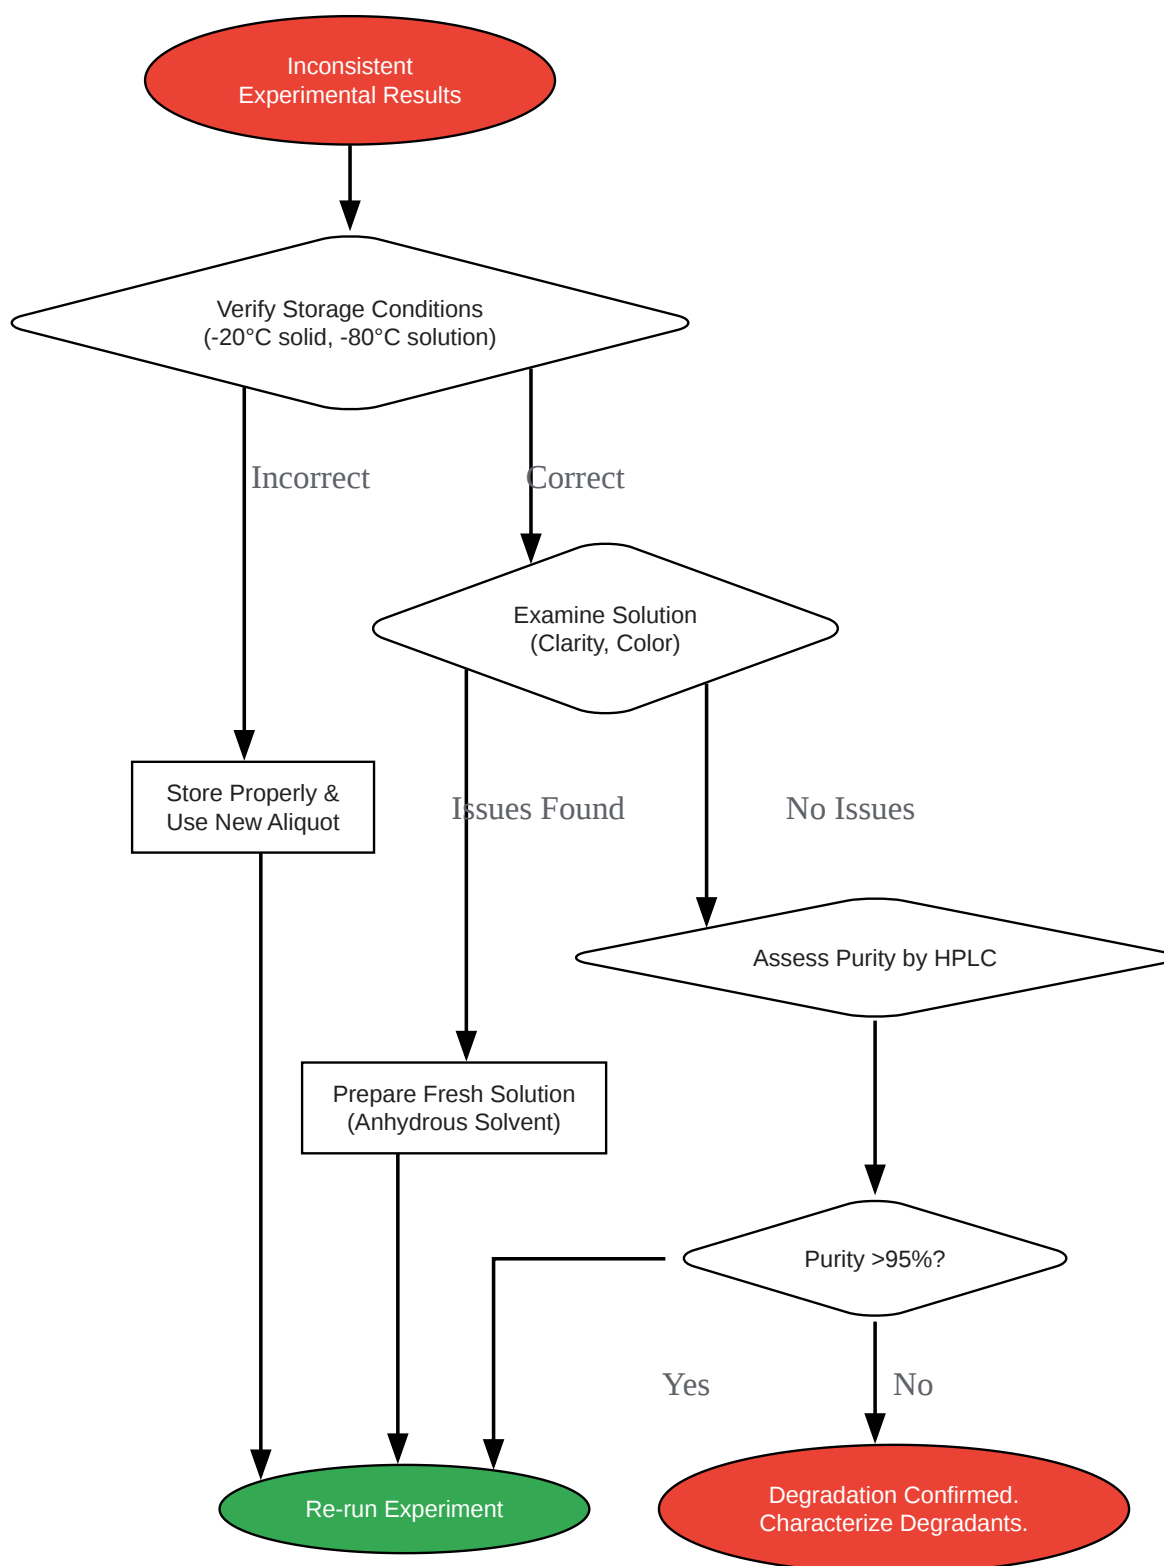 Inconsistent
Experimental Results
Verify Storage Conditions
(-20°C solid, -80°C solution)
Incorrect
Correct
Examine Solution
(Clarity, Color)
Store Properly &
Use New Aliquot
Issues Found
No Issues
Assess Purity by HPLC
Prepare Fresh Solution
(Anhydrous Solvent)
Purity >95%?
Yes
No
Re-run Experiment
Degradation Confirmed.
Characterize Degradants.